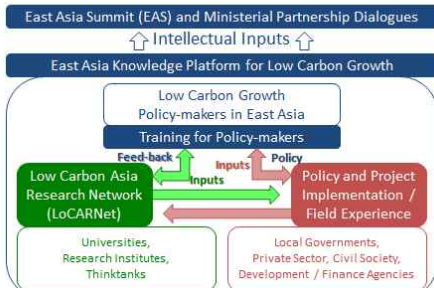 East Asia Summit (EAS) and Ministerial Partnership Dialogues
Intellectual Inputs
East Asia Knowledge Platform for Low Carbon Growth
Low Carbon Growth
Policy-makers in East Asia
Training for Policy-makers
Feed-back
Inputs
Policy
Inputs
Low Carbon Asia
Research Network
(LoCARNet)
Policy and Project
Implementation /
Field Experience
Universities,
Research Institutes,
Thinktanks
Local Governments,
Private Sector, Civil Society,
Development / Finance Agencies